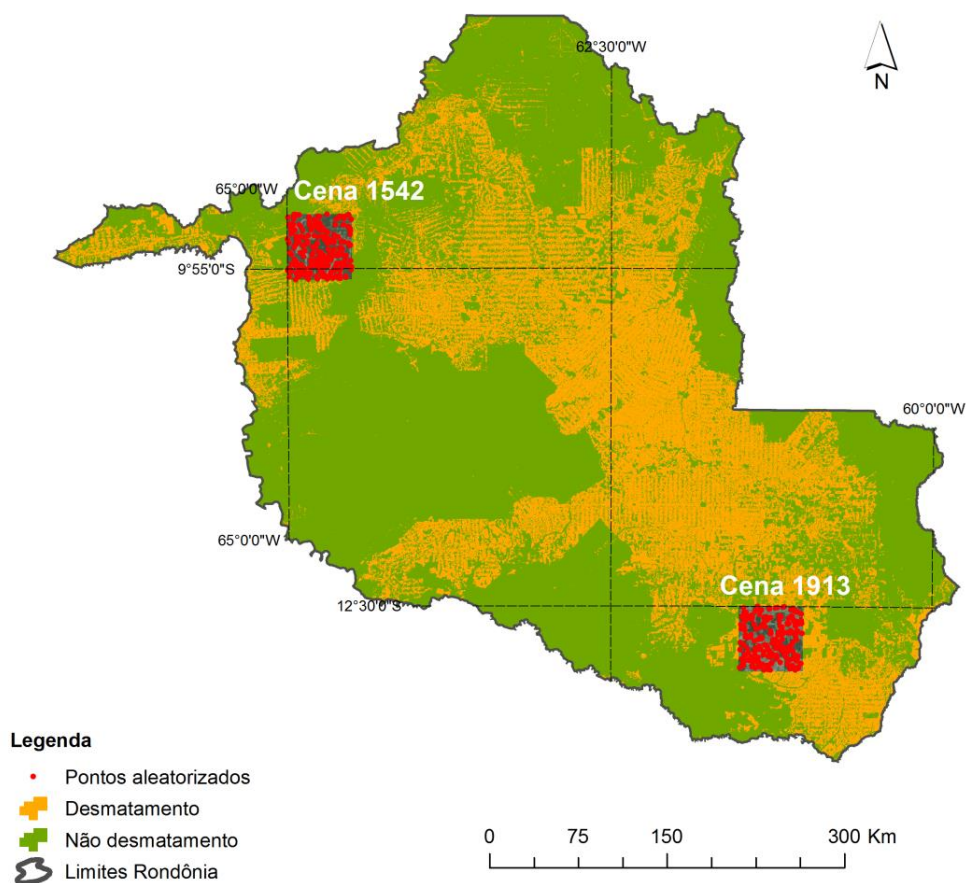 62°30'0"W
N
65°0'0"W
Cena 1542
9°55'0"S
60°0'0"W
65°0'0"W
Cena 1913
12°30'0"S
Legenda
Pontos aleatorizados
Desmatamento
Não desmatamento
Limites Rondônia
0 75 150 300 Km